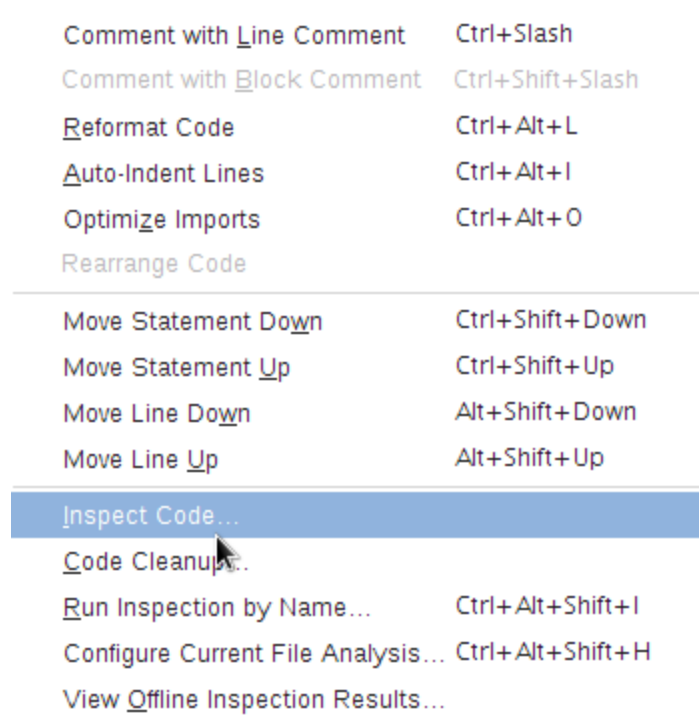 Comment with Line Comment Ctrl+Slash
Comment with Block Comment Ctrl+Shift+Slash
Reformat Code Ctrl+Alt+L
Auto-Indent Lines Ctrl+Alt+I
Optimize Imports Ctrl+Alt+O
Rearrange Code
Move Statement Down Ctrl+Shift+Down
Move Statement Up Ctrl+Shift+Up
Move Line Down Alt+Shift+Down
Move Line Up Alt+Shift+Up
Inspect Code...
Code Cleanup...
Run Inspection by Name... Ctrl+Alt+Shift+I
Configure Current File Analysis... Ctrl+Alt+Shift+H
View Offline Inspection Results...